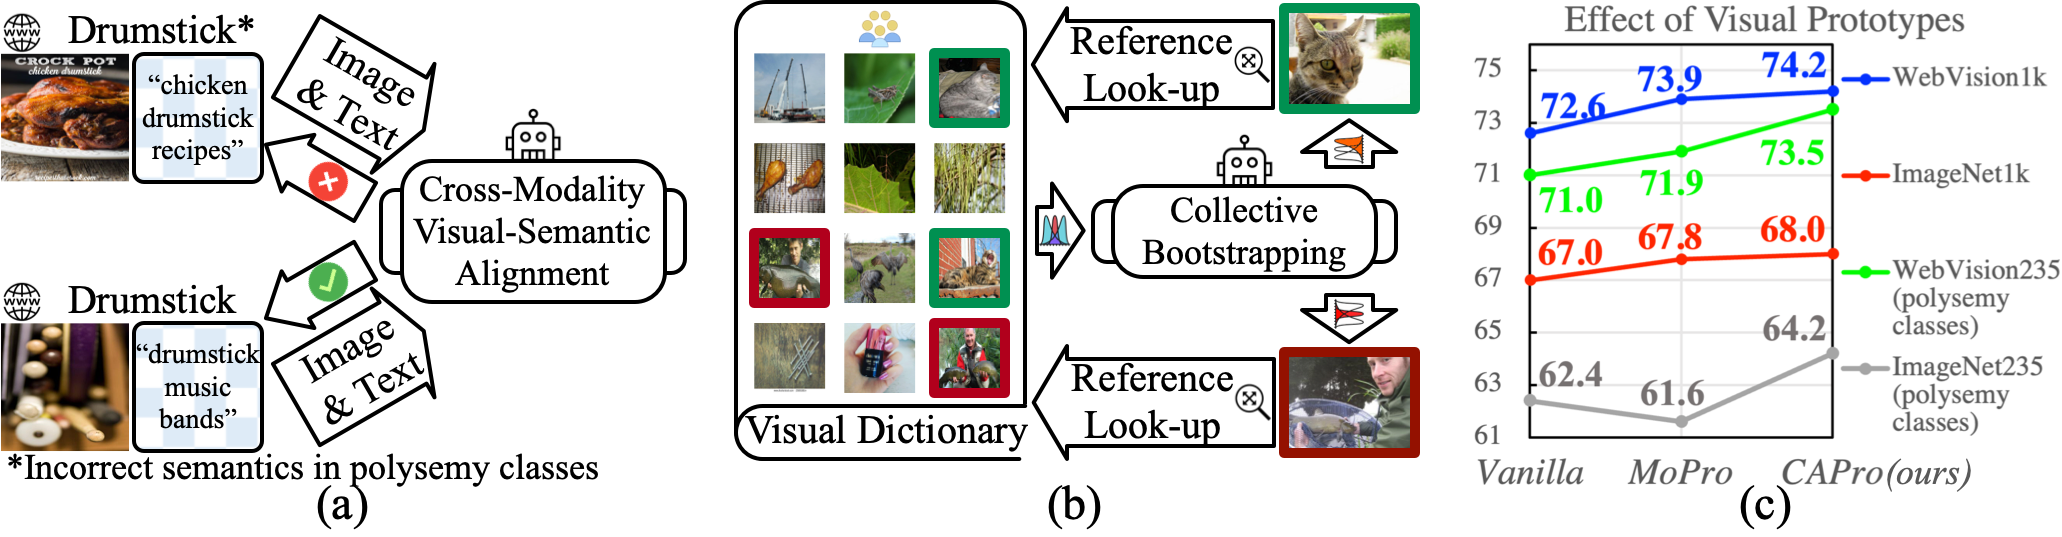 www
Drumstick*
CROCK POT
chicken drumstick
“chicken
drumstick
recipes”
Image
& Text
Cross-Modality
Visual-Semantic
Alignment
www
Drumstick
“drumstick
music
bands”
Image
& Text
*Incorrect semantics in polysemy classes
(a)
Visual Dictionary
Reference
Look-up
Collective
Bootstrapping
Reference
Look-up
(b)
Effect of Visual Prototypes
75
73
71
69
67
65
63
61
72.6
73.9
74.2
71.0
71.9
73.5
67.0
67.8
68.0
62.4
61.6
64.2
WebVision1k
ImageNet1k
WebVision235
(polysemy
classes)
ImageNet235
(polysemy
classes)
Vanilla
MoPro
CAPro(ours)
(c)